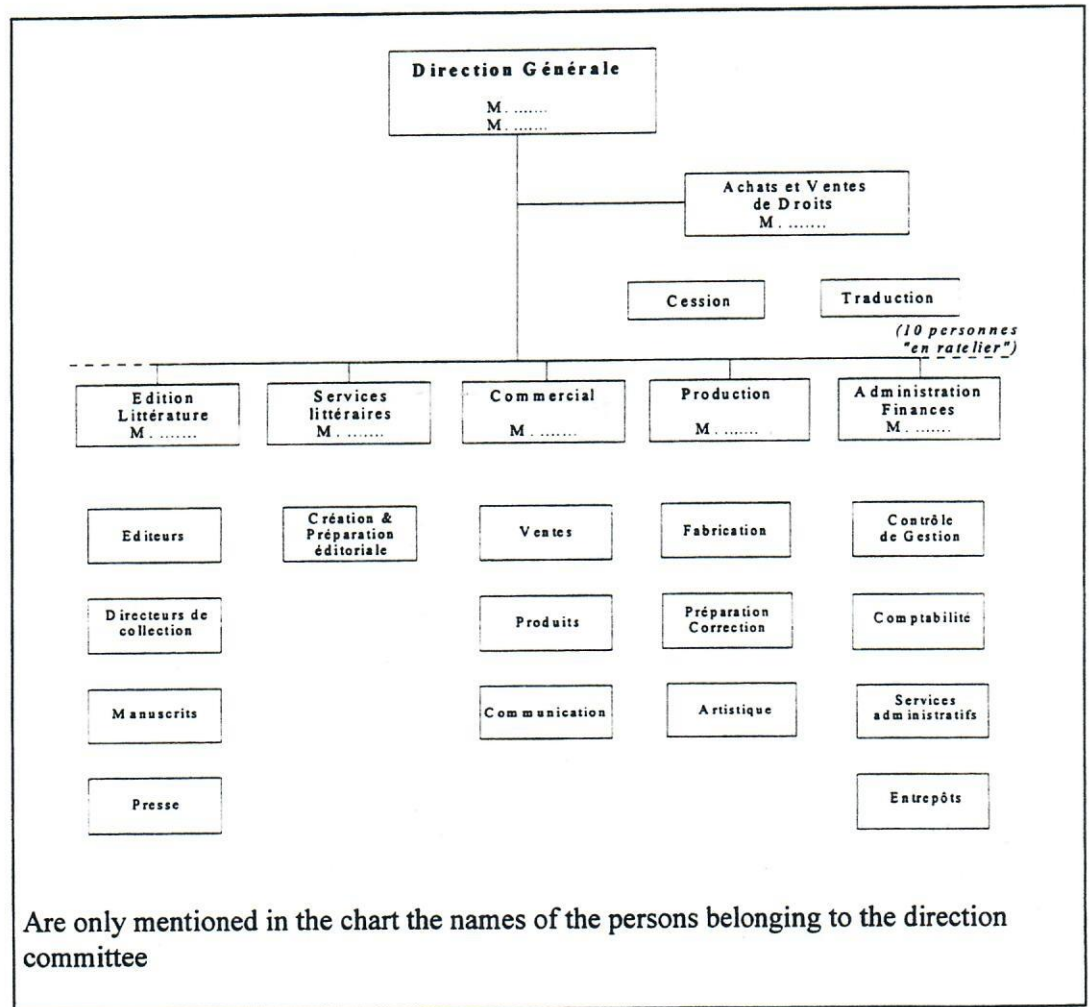 Direction Générale
M. .......
M. .......
Achats et Ventes
de Droits
M. .......
Cession
Traduction
(10 personnes
"en ratelier")
Edition
Littérature
M. .......
Services
littéraires
M. .......
Commercial
M. .......
Production
M. .......
Administration
Finances
M. .......
Editeurs
Création &
Préparation
éditoriale
Ventes
Fabrication
Contrôle
de Gestion
Directeurs de
collection
Produits
Préparation
Correction
Comptabilité
Manuscrits
Communication
Artistique
Services
administratifs
Presse
Entrepôts
Are only mentioned in the chart the names of the persons belonging to the direction
committee